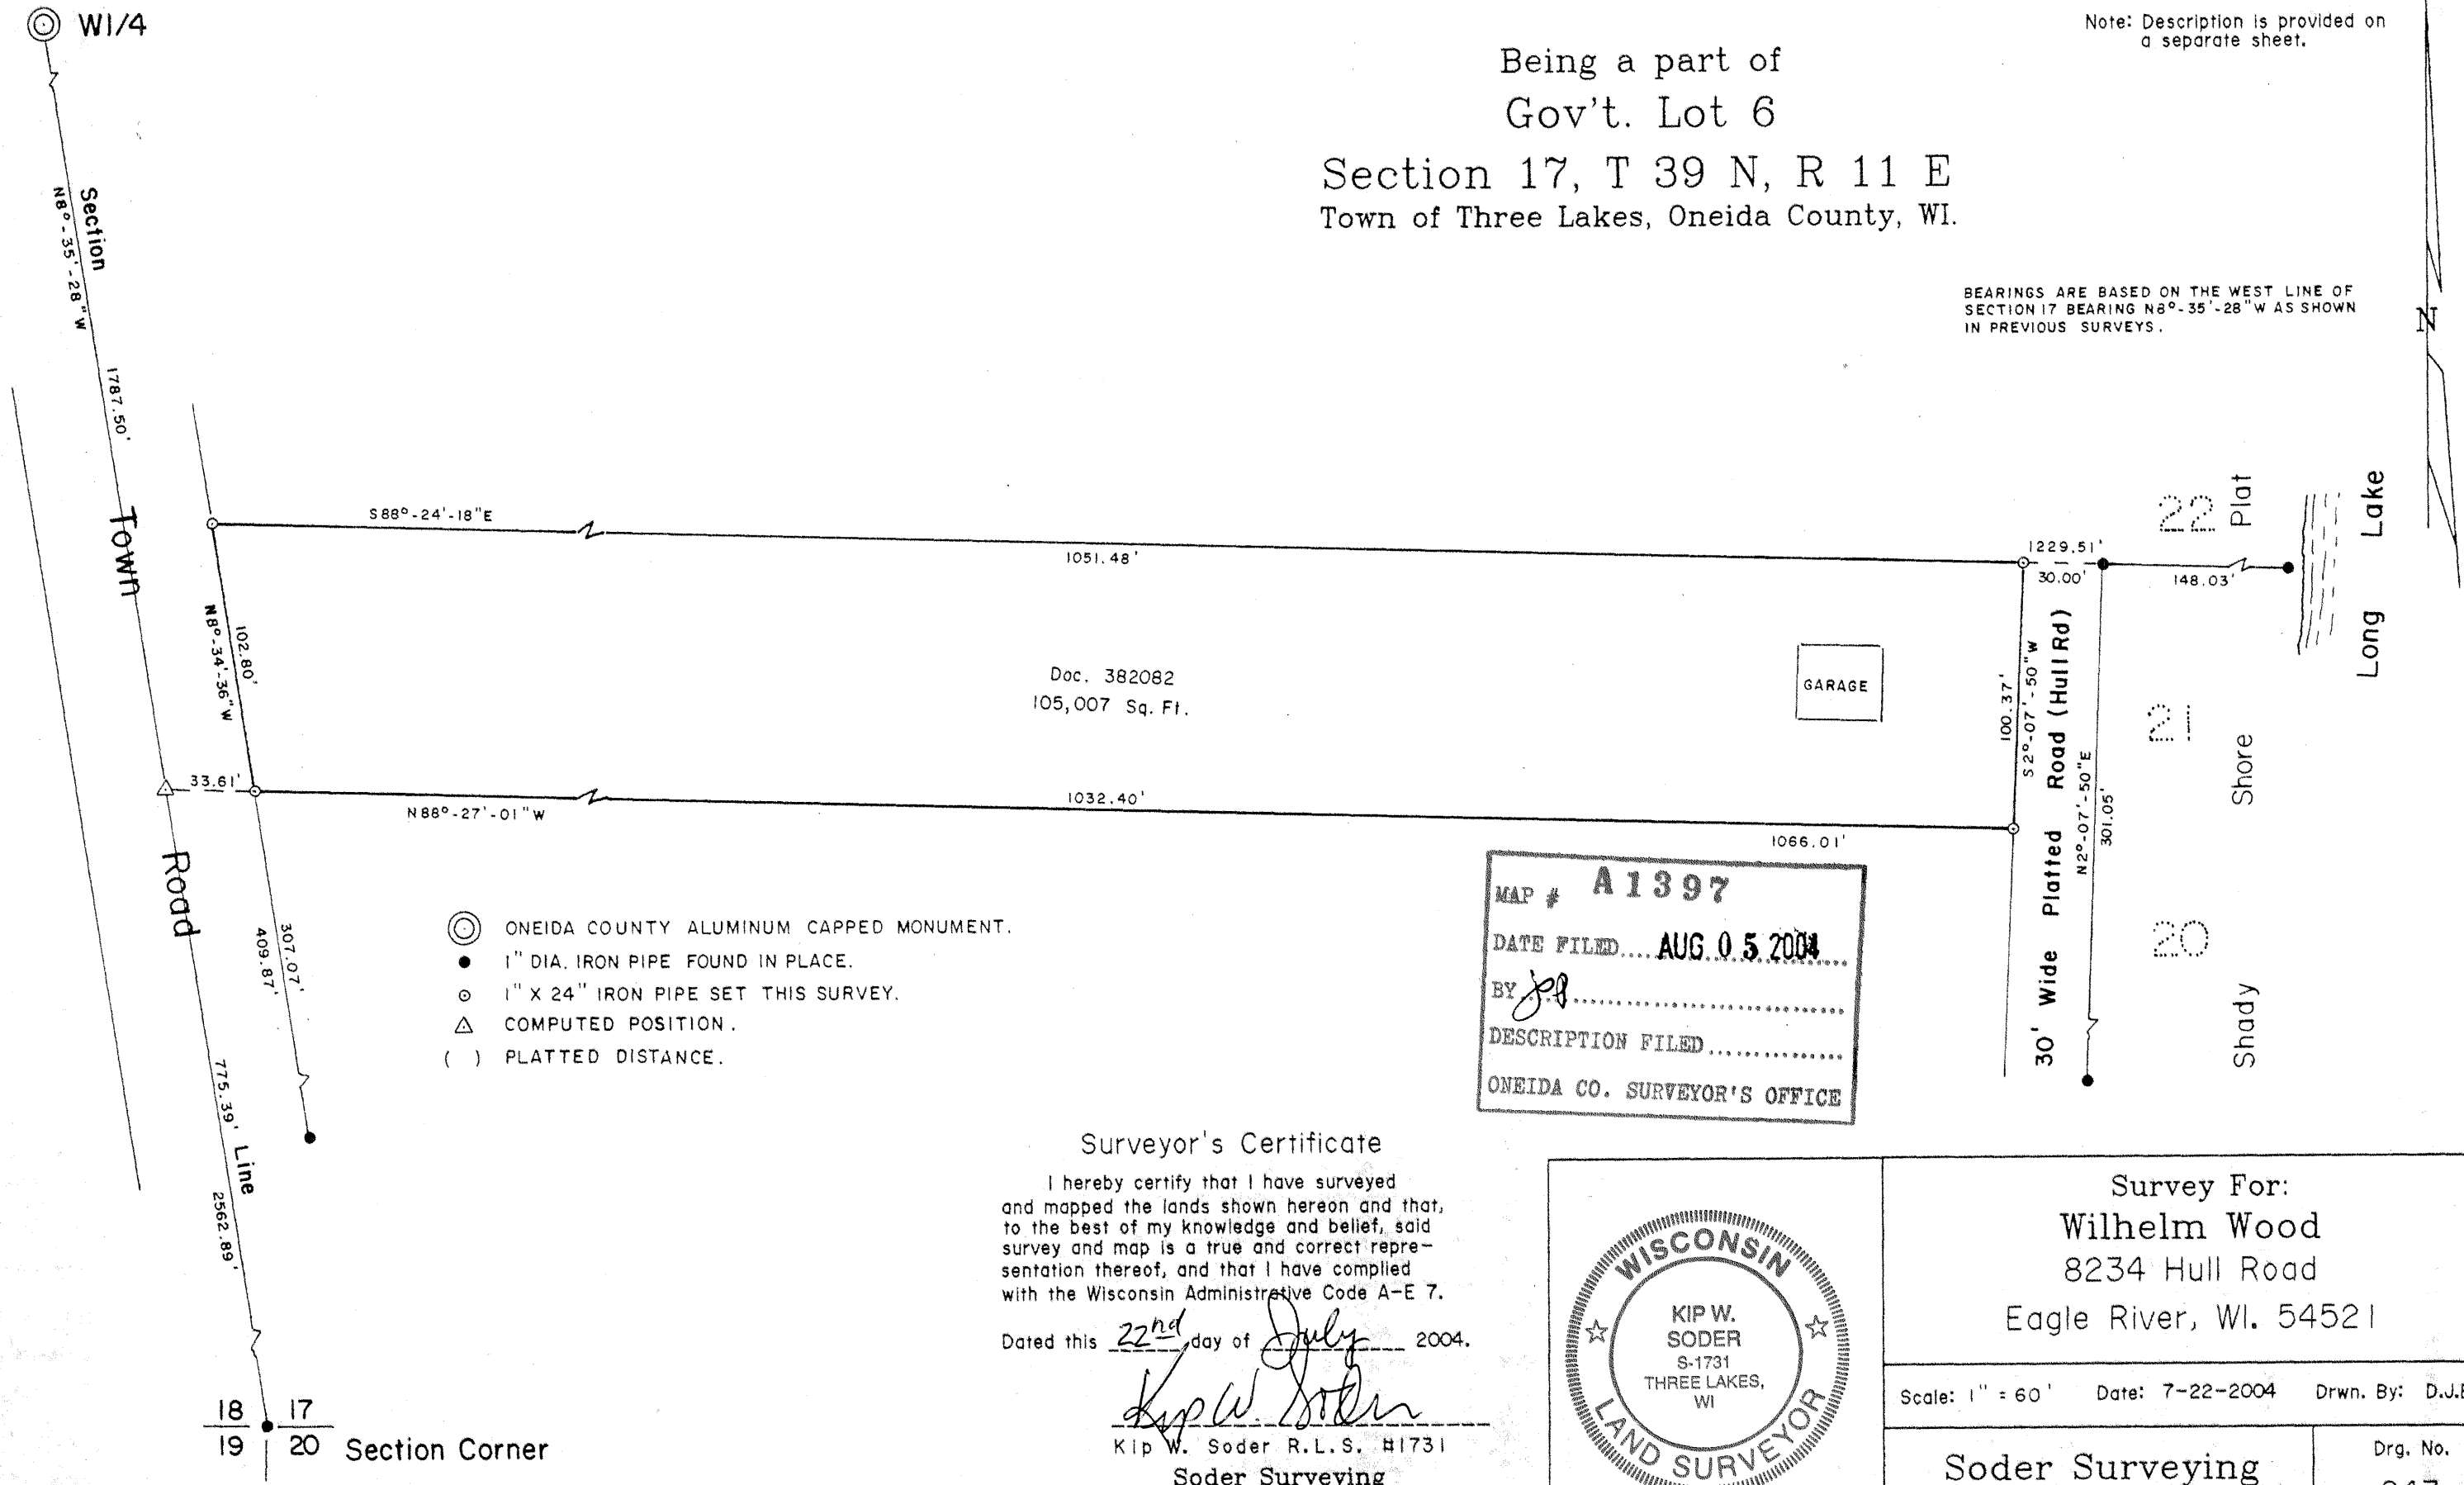 W1/4
Note: Description is provided on
a separate sheet.
Being a part of
Gov't. Lot 6
Section 17, T 39 N, R 11 E
Town of Three Lakes, Oneida County, WI.
BEARINGS ARE BASED ON THE WEST LINE OF
SECTION 17 BEARING N8°-35'-28"W AS SHOWN
IN PREVIOUS SURVEYS.
N
Section
N8°-35'-28"W
1787.50'
Town
Road
S88°-24'-18"E
1051.48'
1229.51'
30.00'
148.03'
22
Plat
Long Lake
N8°-34'-36"W
102.80'
Doc. 382082
105,007 Sq. Ft.
GARAGE
100.37'
S2°-07'-50"W
30' Wide Platted Road (Hull Rd)
N2°-07'-50"E
301.05'
21
Shore
20
Shady
33.61'
N88°-27'-01"W
1032.40'
1066.01'
307.07'
409.87'
775.39'
Line
2562.89'
ONEIDA COUNTY ALUMINUM CAPPED MONUMENT.
1" DIA. IRON PIPE FOUND IN PLACE.
1" X 24" IRON PIPE SET THIS SURVEY.
COMPUTED POSITION.
( ) PLATTED DISTANCE.
MAP # A1397
DATE FILED.... AUG 05 2004
BY
DESCRIPTION FILED...............
ONEIDA CO. SURVEYOR'S OFFICE
Surveyor's Certificate
I hereby certify that I have surveyed
and mapped the lands shown hereon and that,
to the best of my knowledge and belief, said
survey and map is a true and correct repre-
sentation thereof, and that I have complied
with the Wisconsin Administrative Code A-E 7.
Dated this 22nd day of July 2004.
Kip W. Soder
Kip W. Soder R.L.S. #1731
Soder Surveying
18 17
19 20 Section Corner
WISCONSIN
KIP W.
SODER
S-1731
THREE LAKES,
WI
LAND SURVEYOR
Survey For:
Wilhelm Wood
8234 Hull Road
Eagle River, WI. 54521
Scale: 1" = 60' Date: 7-22-2004 Drwn. By:
Soder Surveying
Drg. No.